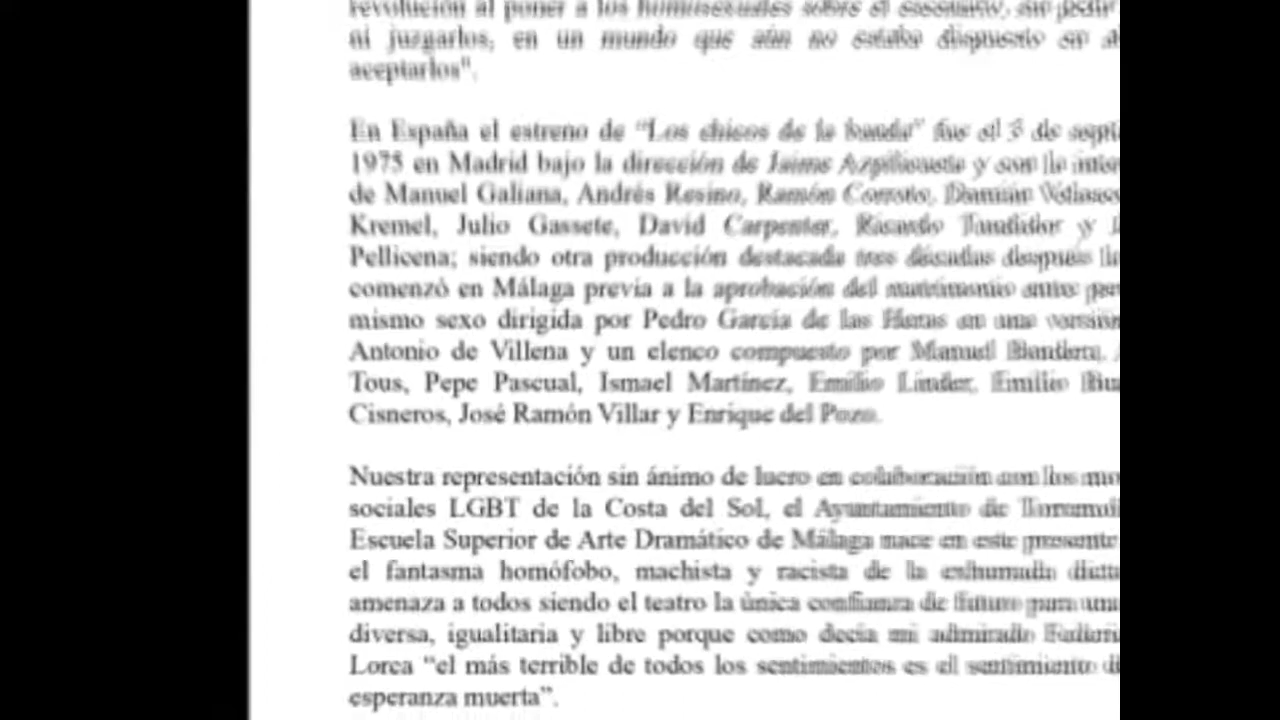 revolución al poner a los homosexuales sobre el escenario, sin pedir
ni juzgarlos, en un mundo que aún no estaba dispuesto en
aceptarlos".
En España el estreno de “Los chicos de la banda” fue el 3 de
1975 en Madrid bajo la dirección de Jaime Azpilicueta y con la
de Manuel Galiana, Andrés Resino, Ramón Corroto, Damián Velasco
Kremel, Julio Gassete, David Carpenter, Ricardo Tundidor y
Pellicena; siendo otra producción destacada tres décadas después
comenzó en Málaga previa a la aprobación del matrimonio entre
mismo sexo dirigida por Pedro García de las Heras en una versión
Antonio de Villena y un elenco compuesto por Manuel Bandera,
Tous, Pepe Pascual, Ismael Martínez, Emilio Linder, Emilio
Cisneros, José Ramón Villar y Enrique del Pozo.
Nuestra representación sin ánimo de lucro en colaboración con los
sociales LGBT de la Costa del Sol, el Ayuntamiento de
Escuela Superior de Arte Dramático de Málaga nace en este presente
el fantasma homófobo, machista y racista de la exhumada
amenaza a todos siendo el teatro la única confianza de futuro para una
diversa, igualitaria y libre porque como decía mi admirado
Lorca “el más terrible de todos los sentimientos es el sentimiento
esperanza muerta”.